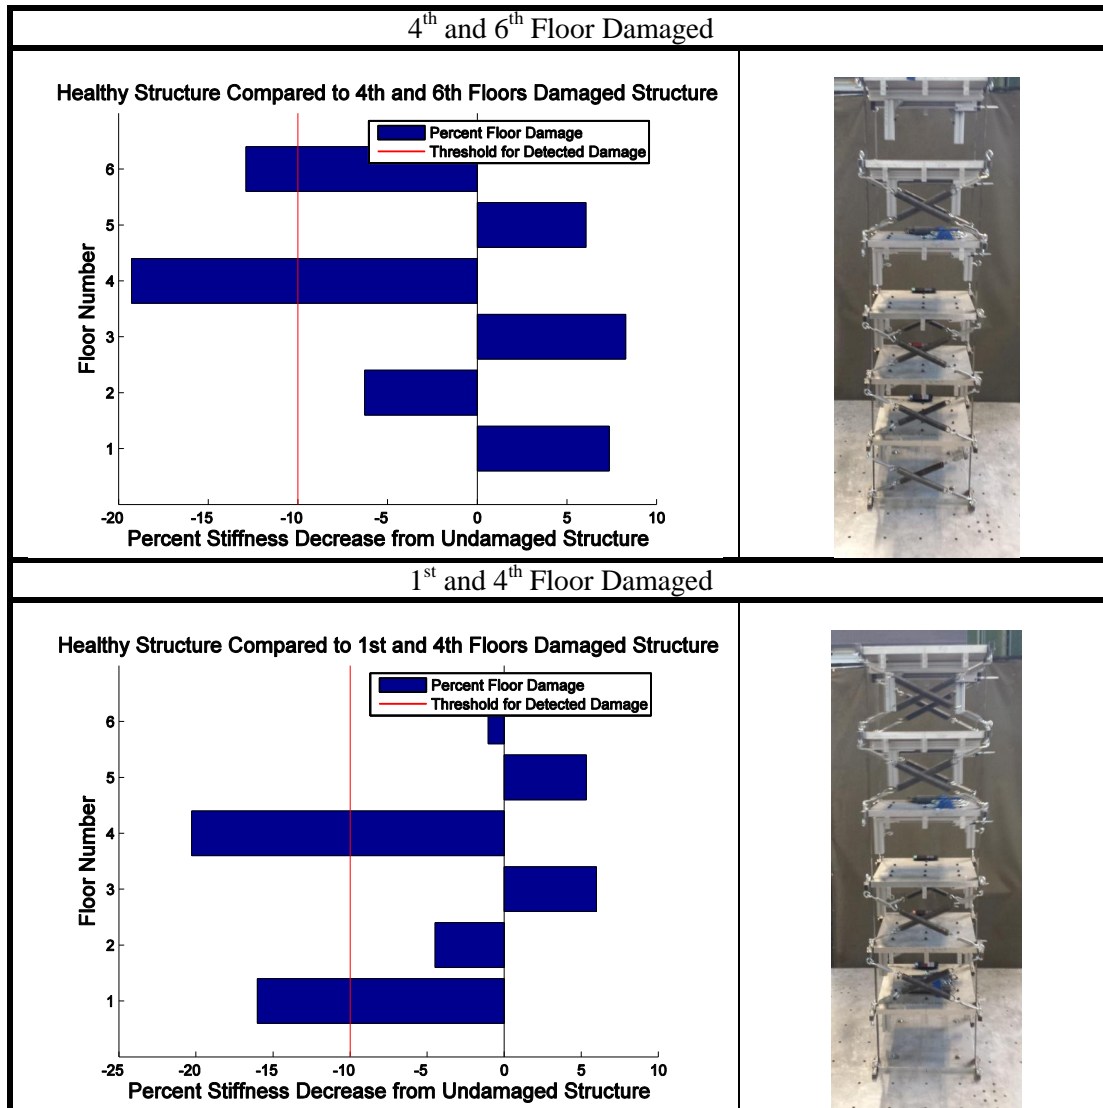 4th and 6th Floor Damaged
Healthy Structure Compared to 4th and 6th Floors Damaged Structure
Percent Floor Damage
Threshold for Detected Damage
Floor Number
6
5
4
3
2
1
-20 -15 -10 -5 0 5 10
Percent Stiffness Decrease from Undamaged Structure
1st and 4th Floor Damaged
Healthy Structure Compared to 1st and 4th Floors Damaged Structure
Percent Floor Damage
Threshold for Detected Damage
Floor Number
6
5
4
3
2
1
-25 -20 -15 -10 -5 0 5 10
Percent Stiffness Decrease from Undamaged Structure